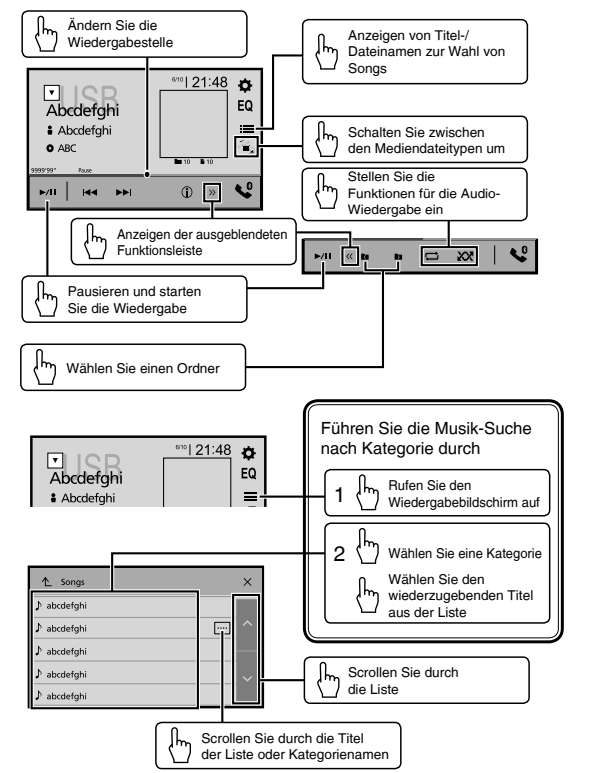 Ändern Sie die
Wiedergabestelle
Anzeigen von Titel-/
Dateinamen zur Wahl von
Songs
USB
6/10
21:48
EQ
Abcdefghi
Abcdefghi
ABC
10
10
9999'99"
Pause
Schalten Sie zwischen
den Mediendateitypen um
Stellen Sie die
Funktionen für die Audio-
Wiedergabe ein
Anzeigen der ausgeblendeten
Funktionsleiste
Pausieren und starten
Sie die Wiedergabe
Wählen Sie einen Ordner
Führen Sie die Musik-Suche
nach Kategorie durch
1
Rufen Sie den
Wiedergabebildschirm auf
2
Wählen Sie eine Kategorie
Wählen Sie den
wiederzugebenden Titel
aus der Liste
USB
6/10
21:48
EQ
Abcdefghi
Abcdefghi
Songs
abcdefghi
abcdefghi
abcdefghi
abcdefghi
abcdefghi
Scrollen Sie durch
die Liste
Scrollen Sie durch die Titel
der Liste oder Kategorienamen